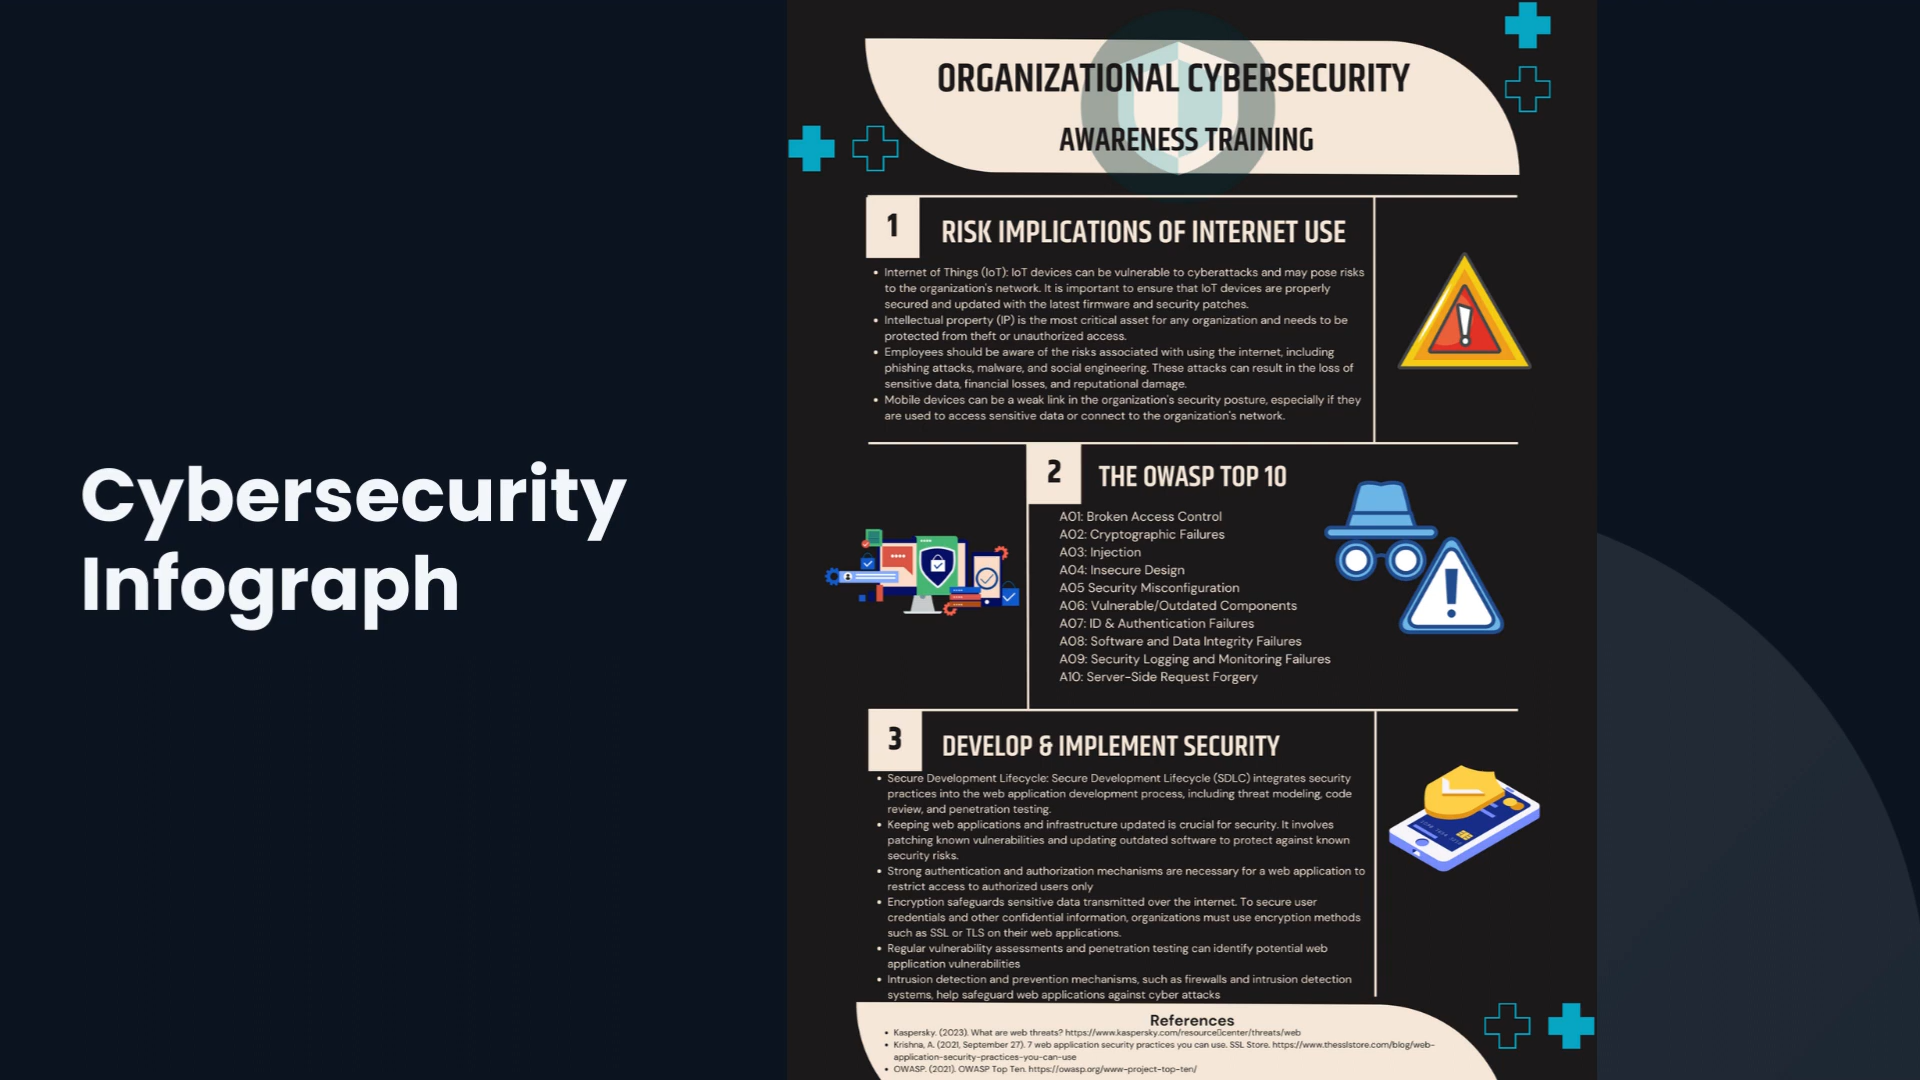 Cybersecurity
Infograph
ORGANIZATIONAL CYBERSECURITY
AWARENESS TRAINING
1
RISK IMPLICATIONS OF INTERNET USE
• Internet of Things (IoT): IoT devices can be vulnerable to cyberattacks and may pose risks
to the organization's network. It is important to ensure that IoT devices are properly
secured and updated with the latest firmware and security patches.
• Intellectual property (IP) is the most critical asset for any organization and needs to be
protected from theft or unauthorized access.
• Employees should be aware of the risks associated with using the internet, including
phishing attacks, malware, and social engineering. These attacks can result in the loss of
sensitive data, financial losses, and reputational damage.
• Mobile devices can be a weak link in the organization's security posture, especially if they
are used to access sensitive data or connect to the organization's network.
2
THE OWASP TOP 10
A01: Broken Access Control
A02: Cryptographic Failures
A03: Injection
A04: Insecure Design
A05 Security Misconfiguration
A06: Vulnerable/Outdated Components
A07: ID & Authentication Failures
A08: Software and Data Integrity Failures
A09: Security Logging and Monitoring Failures
A10: Server-Side Request Forgery
3
DEVELOP & IMPLEMENT SECURITY
• Secure Development Lifecycle: Secure Development Lifecycle (SDLC) integrates security
practices into the web application development process, including threat modeling, code
review, and penetration testing.
• Keeping web applications and infrastructure updated is crucial for security. It involves
patching known vulnerabilities and updating outdated software to protect against known
security risks.
• Strong authentication and authorization mechanisms are necessary for a web application to
restrict access to authorized users only
• Encryption safeguards sensitive data transmitted over the internet. To secure user
credentials and other confidential information, organizations must use encryption methods
such as SSL or TLS on their web applications.
• Regular vulnerability assessments and penetration testing can identify potential web
application vulnerabilities
• Intrusion detection and prevention mechanisms, such as firewalls and intrusion detection
systems, help safeguard web applications against cyber attacks
References
• Kaspersky. (2023). What are web threats? https://www.kaspersky.com/resource▯center/threats/web
• Krishna, A. (2021, September 27). 7 web application security practices you can use. SSL Store. https://www.thesslstore.com/blog/web-
application-security-practices-you-can-use
• OWASP. (2021). OWASP Top Ten. https://owasp.org/www-project-top-ten/